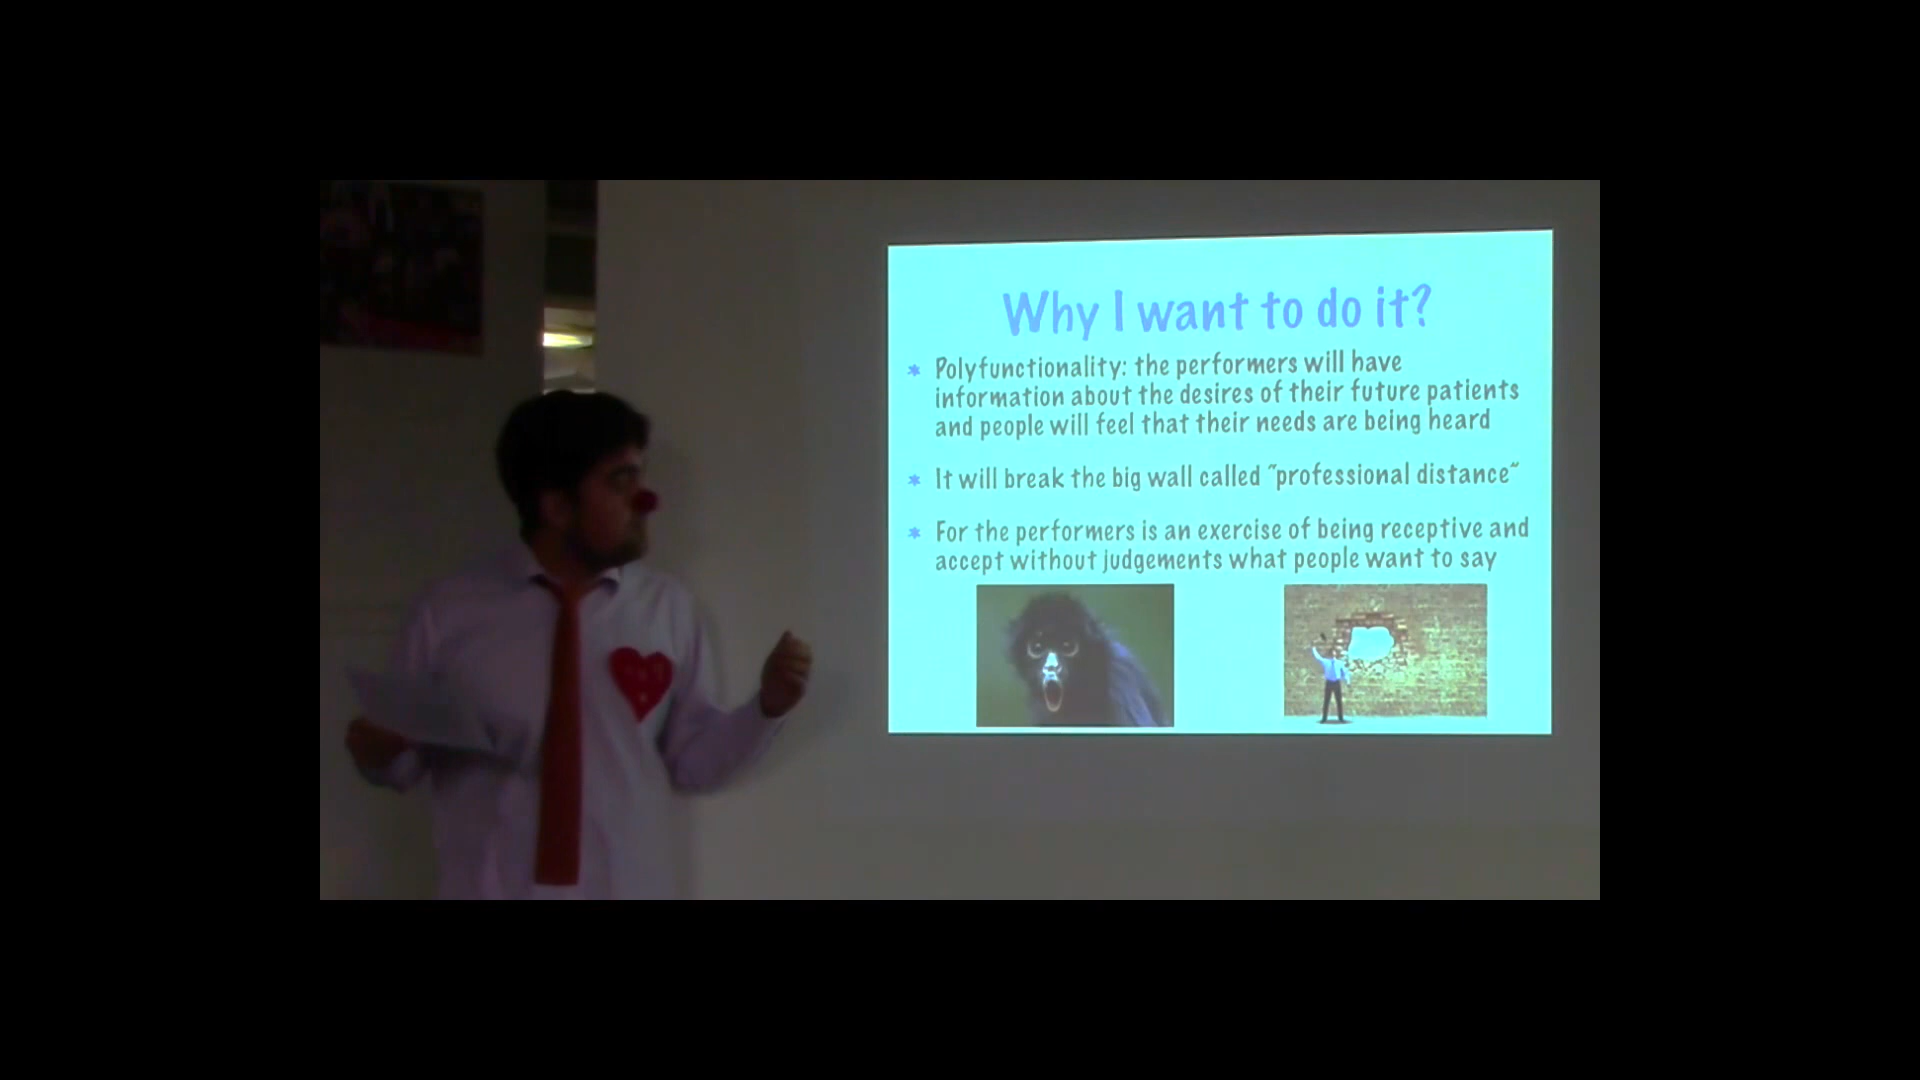 Why I want to do it?
Polyfunctionality: the performers will have
information about the desires of their future patients
and people will feel that their needs are being heard
It will break the big wall called "professional distance"
For the performers is an exercise of being receptive and
accept without judgements what people want to say